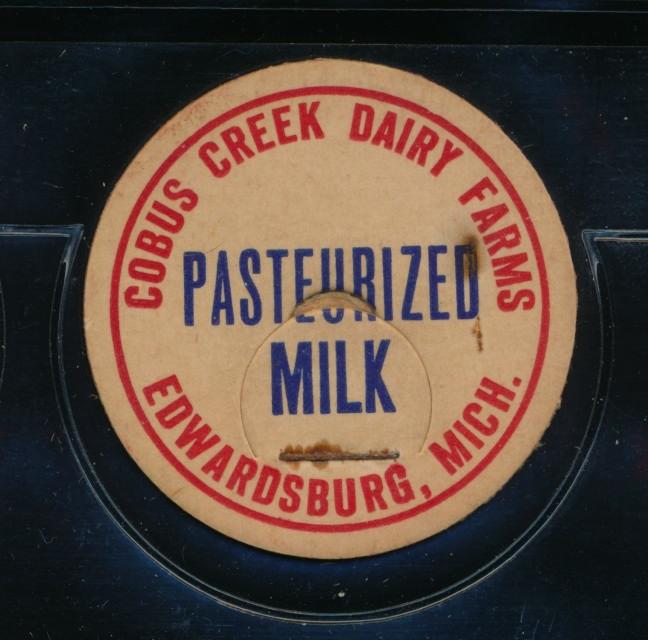 COBUS CREEK DAIRY FARMS
PASTEURIZED
MILK
EDWARDSBURG, MICH.